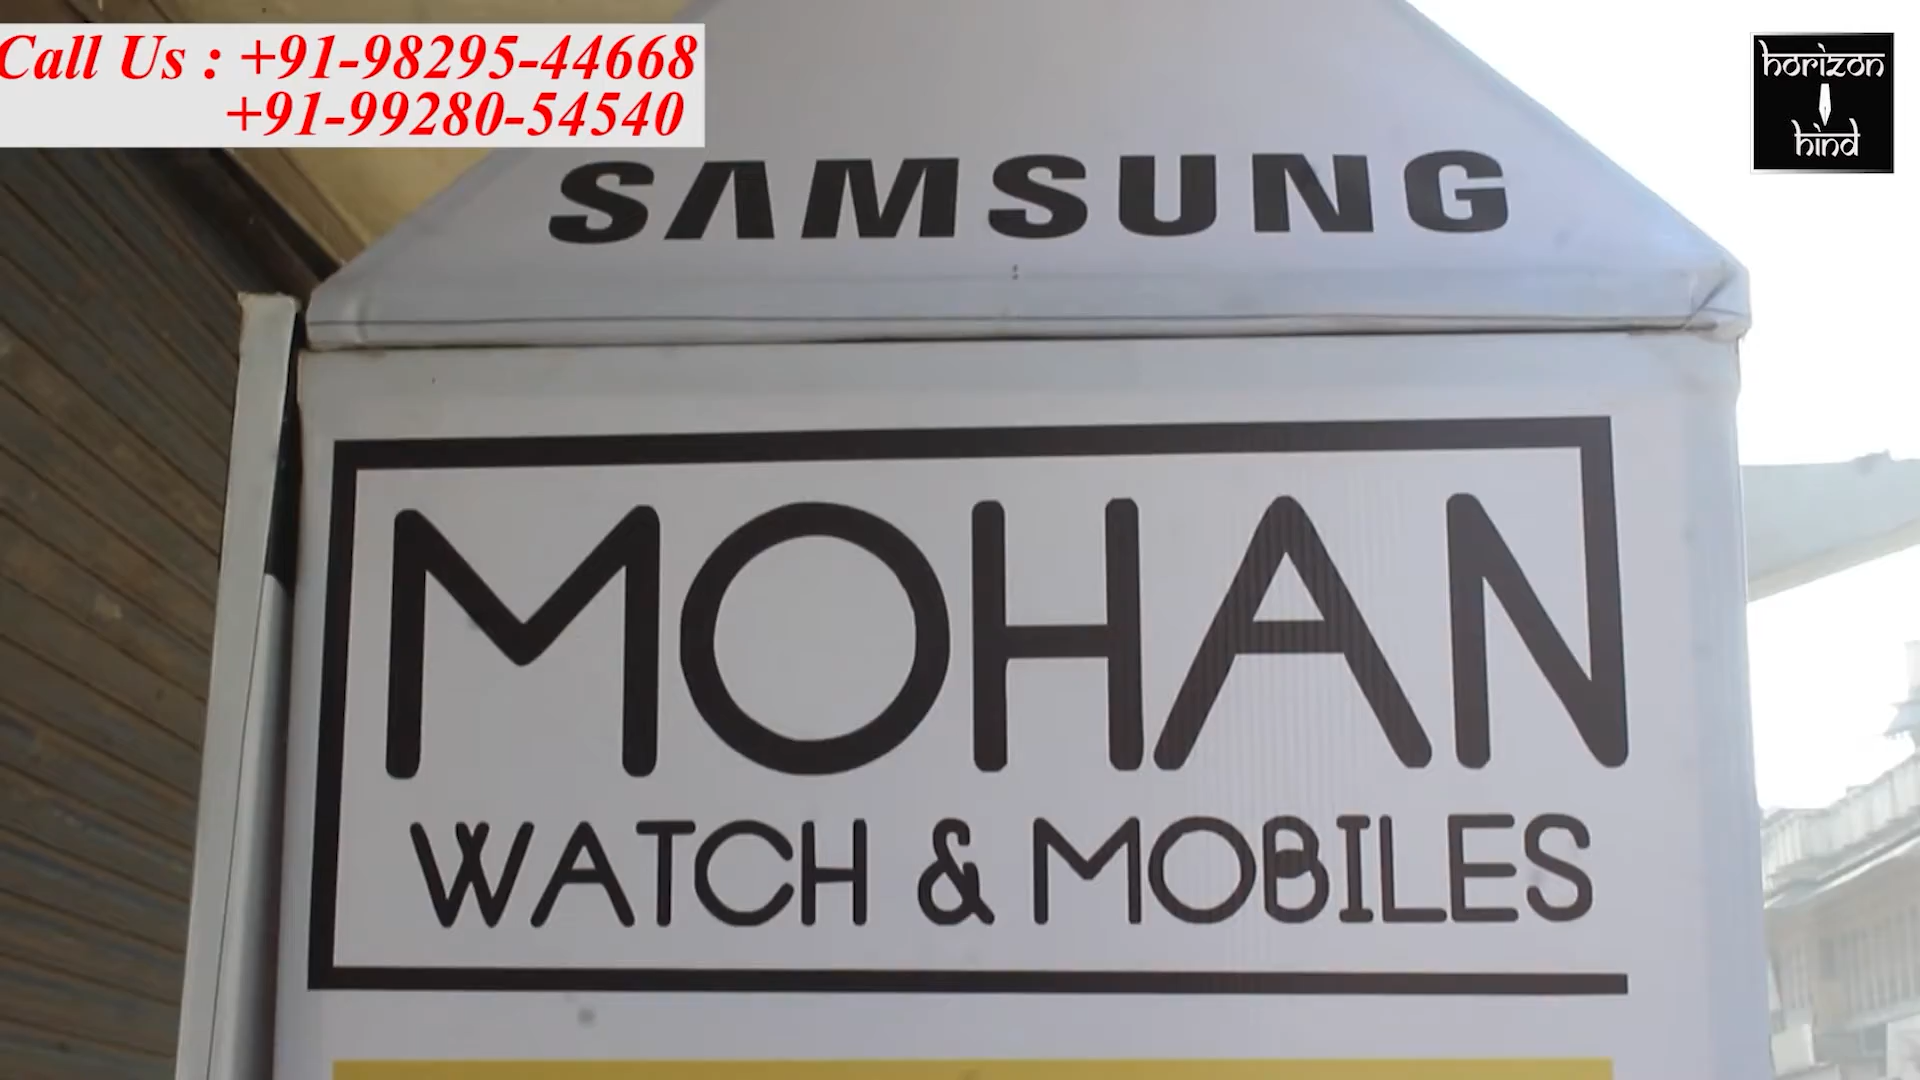 Call Us : +91-98295-44668
+91-99280-54540
horizon
hind
SAMSUNG
MOHAN
WATCH & MOBILES